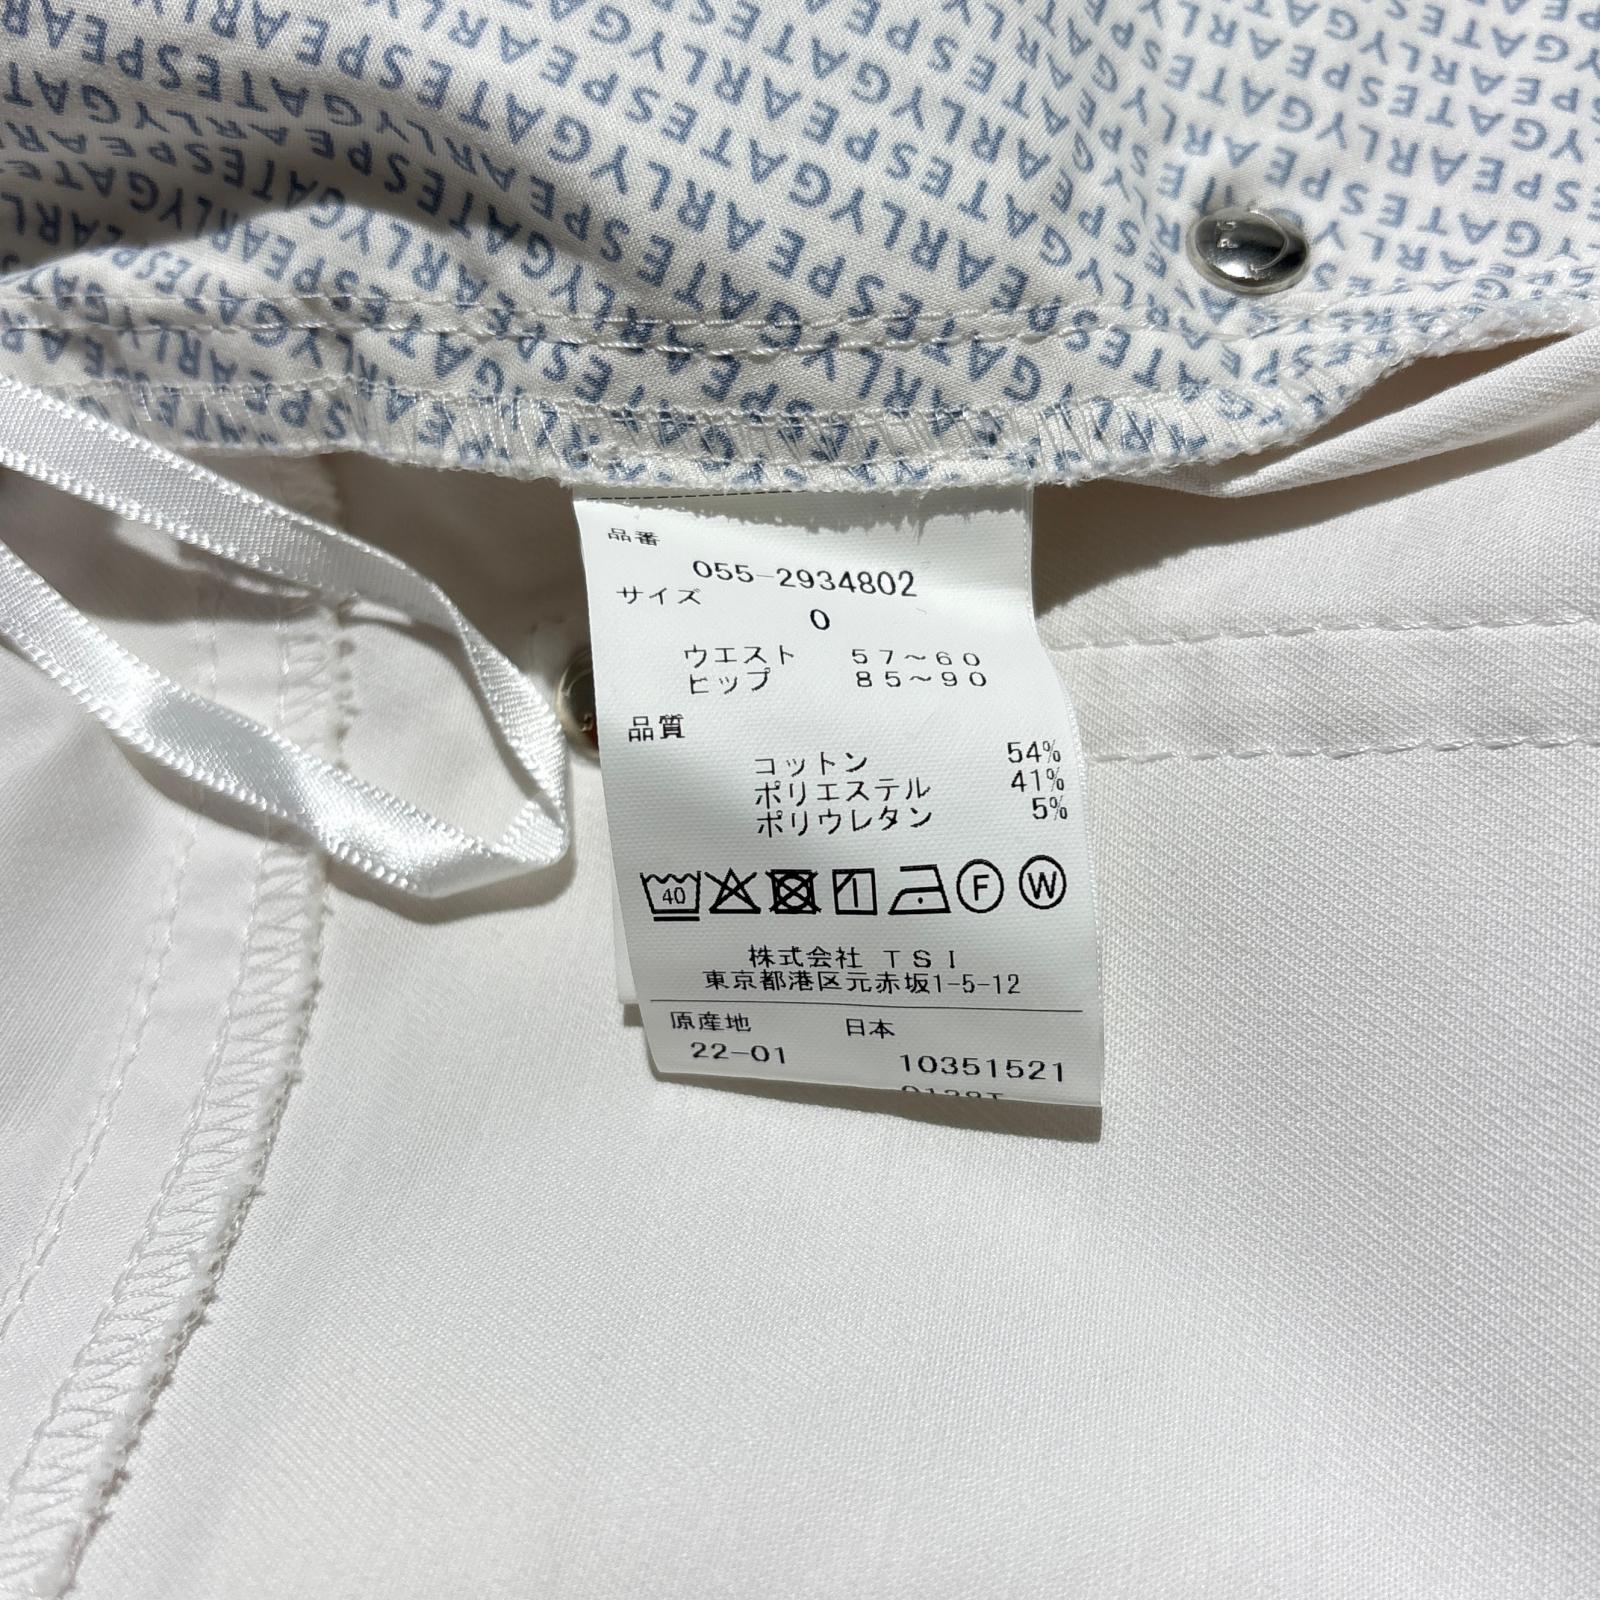 PEARLYGATESPEARLYGATESPEARLYGATES
品番
055-2934802
サイズ
0
ウエスト 57～60
ヒップ 85～90
品質
コットン 54%
ポリエステル 41%
ポリウレタン 5%
40
F W
株式会社 TSI
東京都港区元赤坂1-5-12
原産地 日本
22-01 10351521